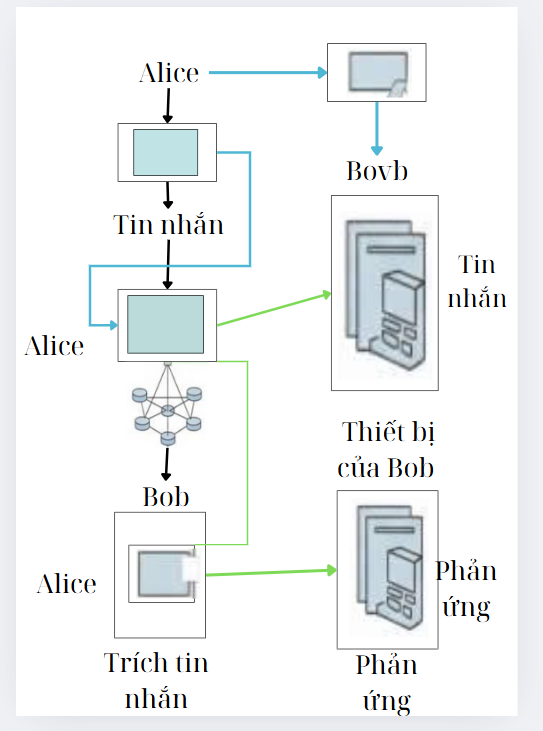 Alice
Bovb
Tin nhắn
Tin
nhắn
Alice
Thiết bị
của Bob
Bob
Alice
Phản
ứng
Trích tin
nhắn
Phản
ứng